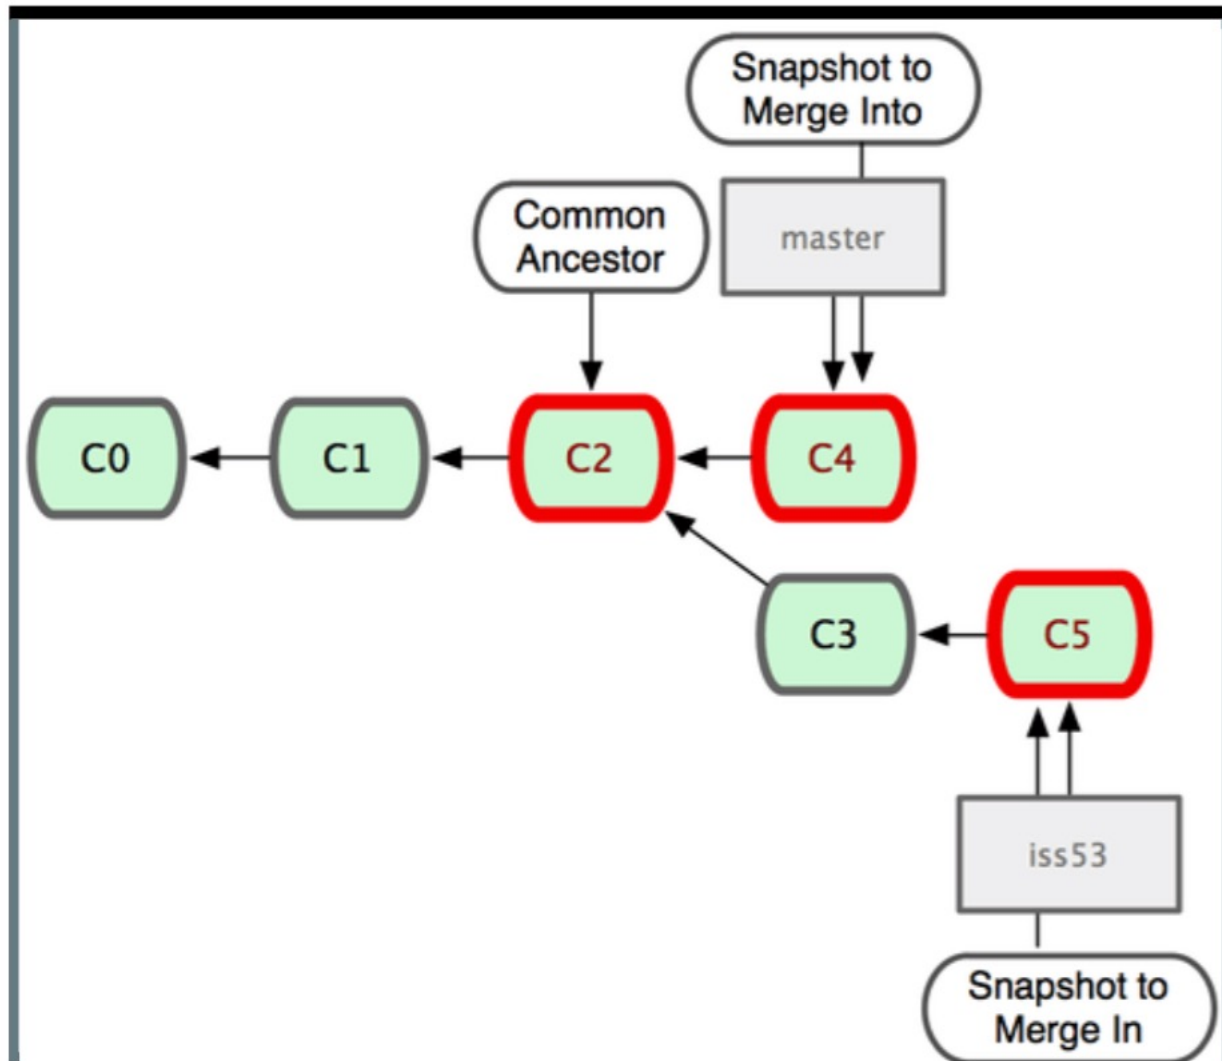 Snapshot to
Merge Into
Common
Ancestor
master
C0
C1
C2
C4
C3
C5
iss53
Snapshot to
Merge In